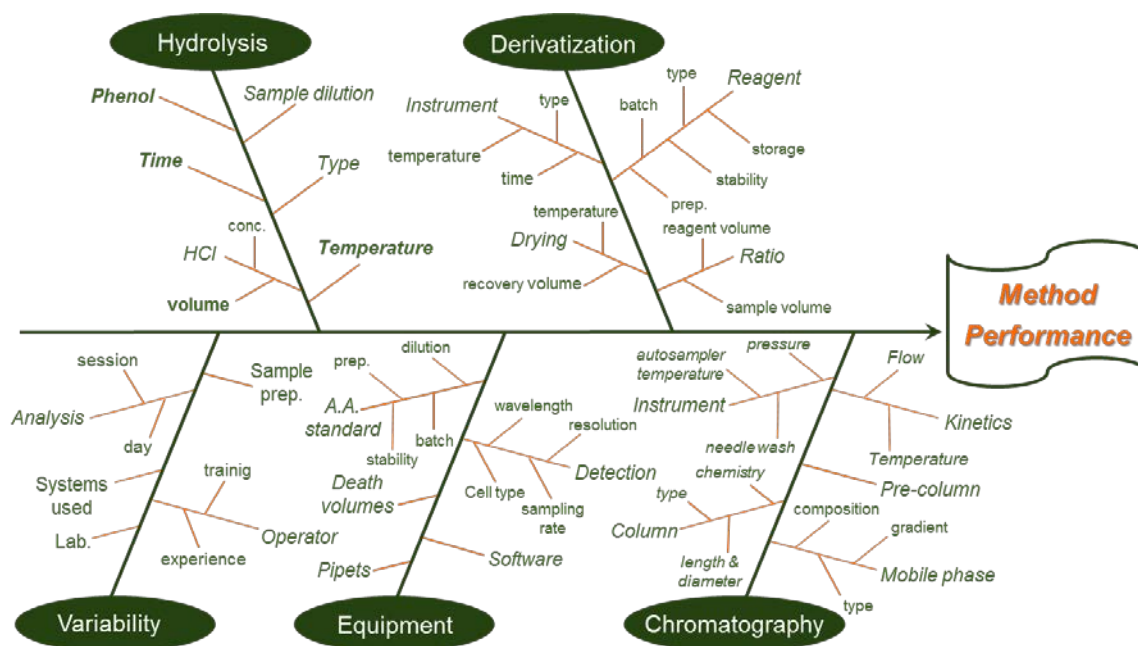 Hydrolysis
Phenol
Sample dilution
Time
Type
conc.
HCl
Temperature
volume
Derivatization
Instrument
type
temperature
time
batch
type
Reagent
storage
stability
prep.
temperature
Drying
recovery volume
reagent volume
Ratio
sample volume
Method
Performance
session
Sample
prep.
Analysis
day
Systems
used
trainig
Lab.
Operator
experience
Variability
prep.
dilution
A.A.
standard
batch
stability
wavelength
resolution
Detection
Cell type
sampling
rate
Death
volumes
Software
Pipets
Equipment
autosampler
temperature
pressure
Instrument
needle wash
Flow
Kinetics
Temperature
chemistry
type
Column
length &
diameter
Pre-column
composition
gradient
Mobile phase
type
Chromatography